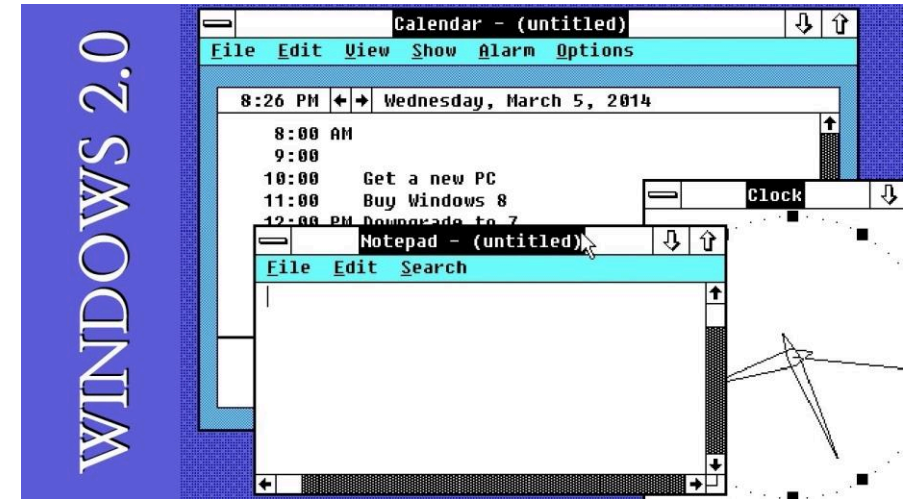 WINDOWS 2.0
Calendar - (untitled)
File Edit View Show Alarm Options
8:26 PM Wednesday, March 5, 2014
8:00 AM
9:00
10:00 Get a new PC
11:00 Buy Windows 8
12:00 PM Downgrade to 7
Clock
Notepad - (untitled)
File Edit Search